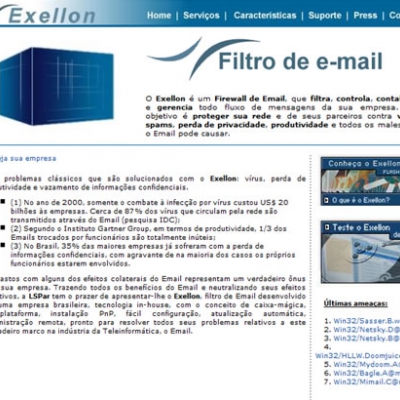 Exellon
Home | Serviços | Características | Suporte | Press | Co
Filtro de e-mail
O Exellon é um Firewall de Email, que filtra, controla, contal
e gerencia todo fluxo de mensagens da sua empresa.
objetivo é proteger sua rede e de seus parceiros contra v
spams, perda de privacidade, produtividade e todos os males
o Email pode causar.
ja sua empresa
problemas clássicos que são solucionados com o Exellon: vírus, perda de
utividade e vazamento de informações confidenciais.
(1) No ano de 2000, somente o combate à infecção por vírus custou US$ 20
bilhões às empresas. Cerca de 87% dos vírus que circulam pela rede são
transmitidos através do Email (pesquisa IDC);
(2) Segundo o Instituto Gartner Group, em termos de produtividade, 1/3 dos
Emails trocados por funcionários são totalmente inúteis;
(3) No Brasil, 35% das maiores empresas já sofreram com a perda de
informações confidenciais, com agravante de na maioria dos casos os próprios
funcionários estarem envolvidos.
astos com alguns dos efeitos colaterais do Email representam um verdadeiro ônus
sua empresa. Trazendo todos os benefícios do Email e neutralizando seus efeitos
tivos, a LSPar tem o prazer de apresentar-lhe o Exellon, filtro de Email desenvolvido
uma empresa brasileira, tecnologia in-house, com o conceito de caixa-mágica,
plataforma, instalação PnP, fácil configuração, atualização automática,
nistração remota, pronto para resolver todos seus problemas relativos a este
adeiro marco na indústria da Teleinformática, o Email.
Conheça o Exellon
O que é o Exellon?
Teste o Exellon
Últimas ameaças:
1. Win32/Sasser.B.w
2. Win32/Netsky.D@
3. Win32/Netsky.B@
4.
Win32/HLLW.Doomjuice
5. Win32/Mydoom.A
6. Win32/Bagle.A@m
7. Win32/Mimail.C@